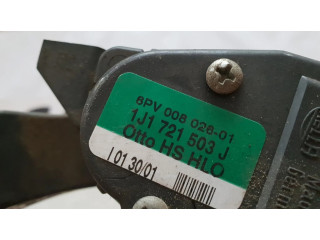 6PV 008 026-01
1J1 721 503 J
Otto HS HLO
I 01 30/01